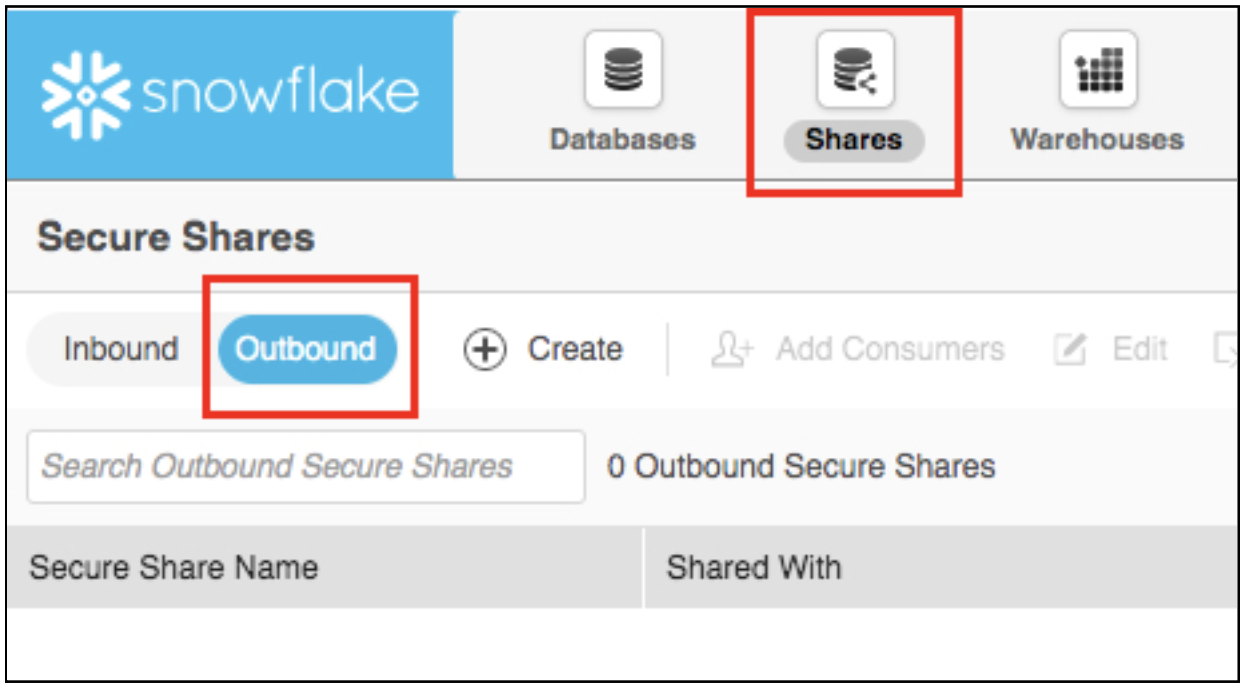 snowflake
Databases Shares Warehouses
Secure Shares
Inbound Outbound Create Add Consumers Edit
Search Outbound Secure Shares 0 Outbound Secure Shares
Secure Share Name Shared With